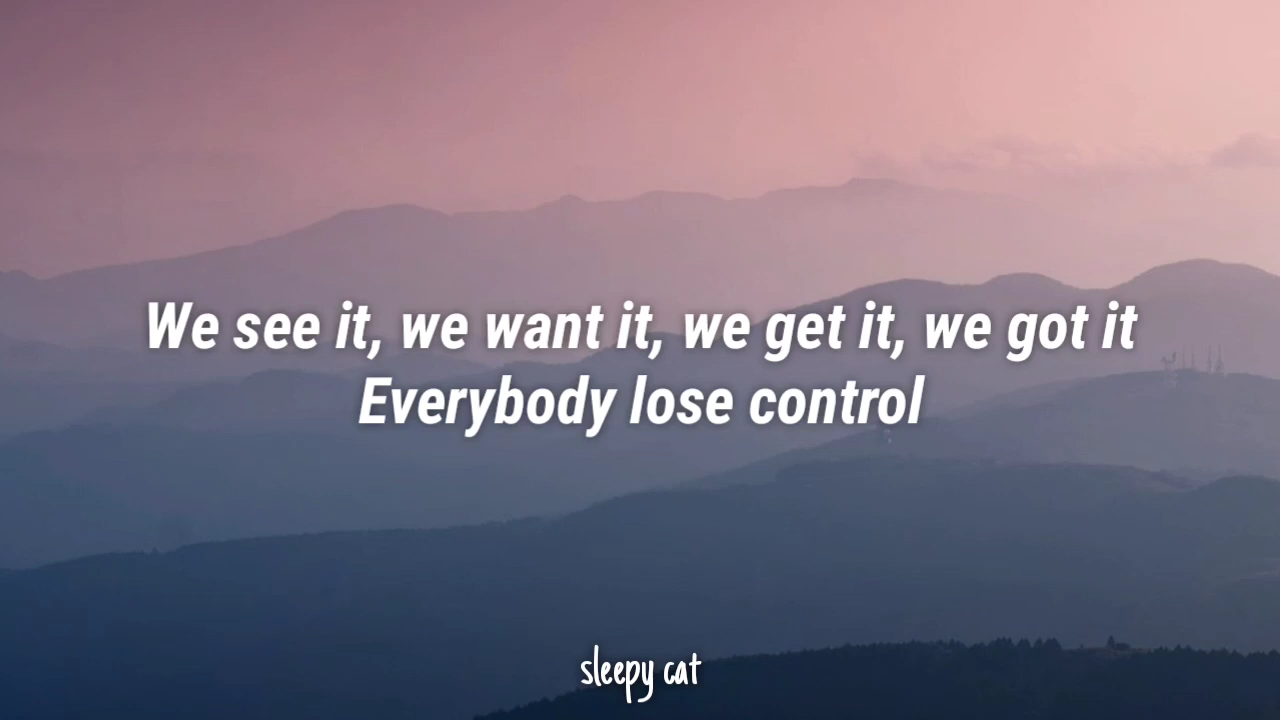 We see it, we want it, we get it, we got it
Everybody lose control
sleepy cat